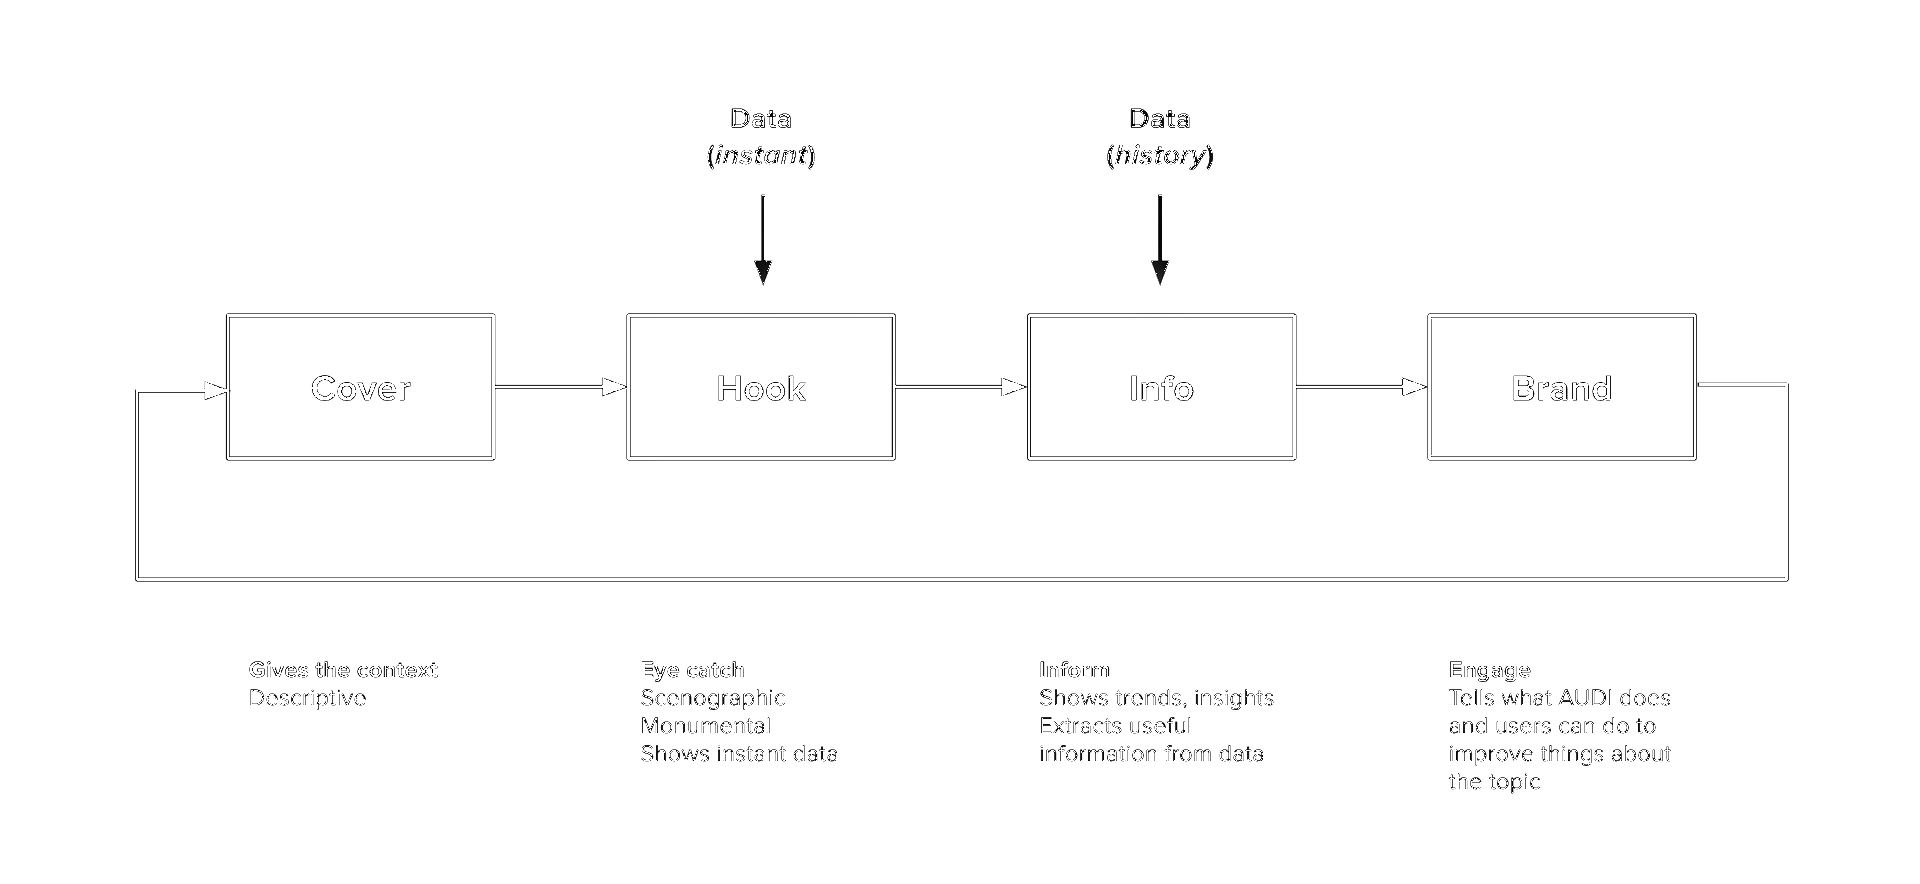 Data
(instant)
Data
(history)
Cover
Hook
Info
Brand
Gives the context
Descriptive
Eye catch
Scenographic
Monumental
Shows instant data
Inform
Shows trends, insights
Extracts useful
information from data
Engage
Tells what AUDI does
and users can do to
improve things about
the topic